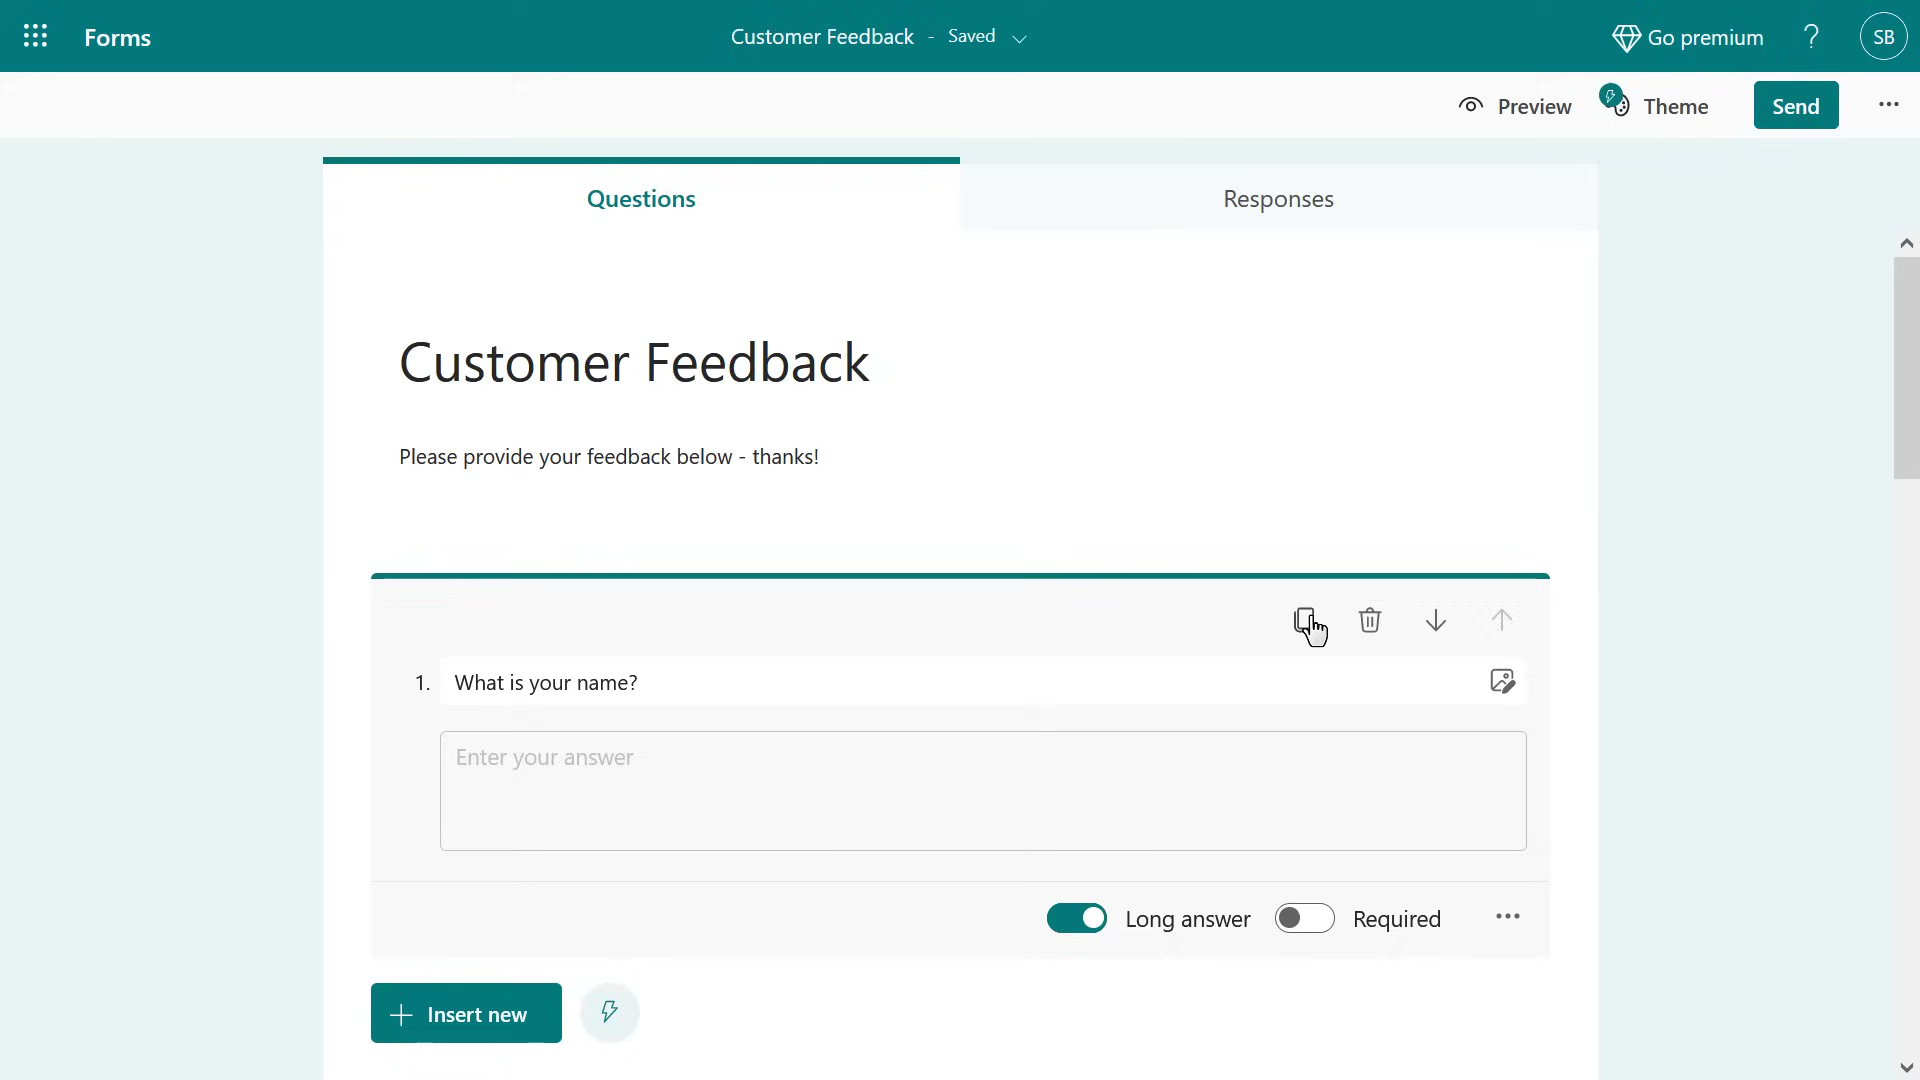 Forms
Customer Feedback - Saved
Go premium
?
SB
Preview
Theme
Send
Questions
Responses
Customer Feedback
Please provide your feedback below - thanks!
1. What is your name?
Enter your answer
Long answer
Required
Insert new